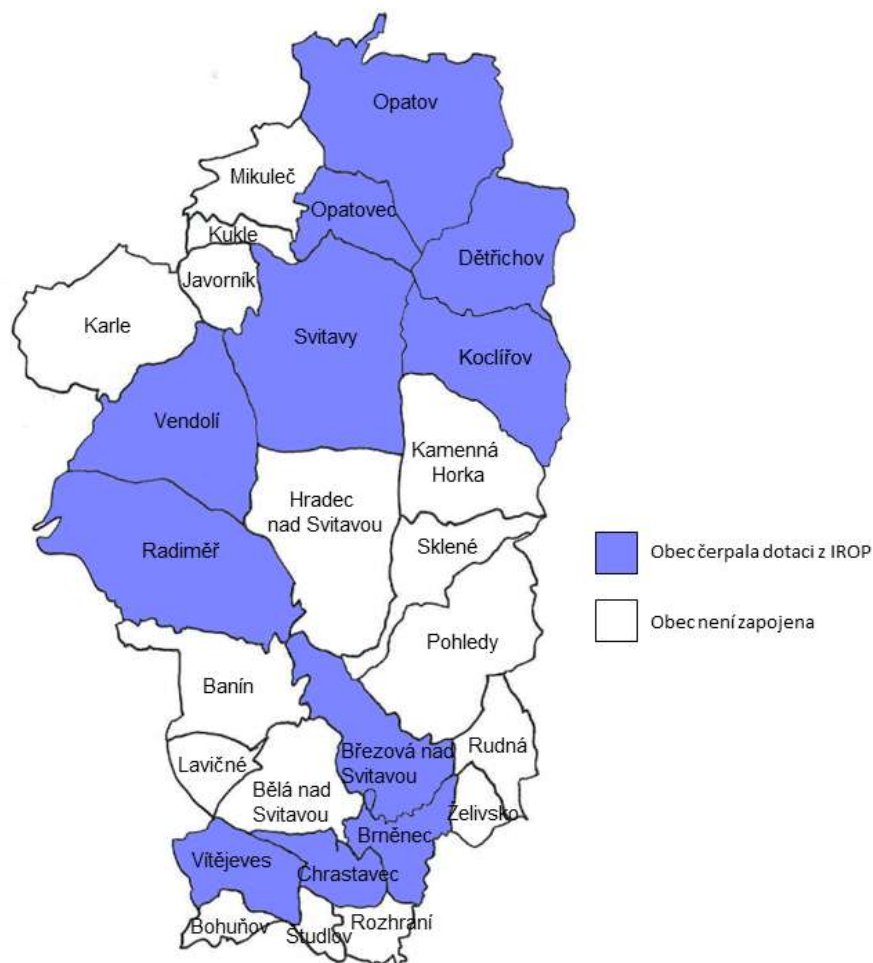 Opatov
Mikuleč
Opatovec
Kukle
Dětřichov
Javorník
Karle
Svitavy
Koclířov
Vendolí
Kamenná
Horka
Hradec
nad Svitavou
Sklené
Radiměř
Obec čerpala dotaci z IROP
Obec není zapojena
Pohledy
Banín
Rudná
Březová nad
Svitavou
Lavičné
Bělá nad
Svitavou
Želivsko
Brněnec
Vítějeves
Chrastavec
Bohuňov
Študlov
Rozhraní